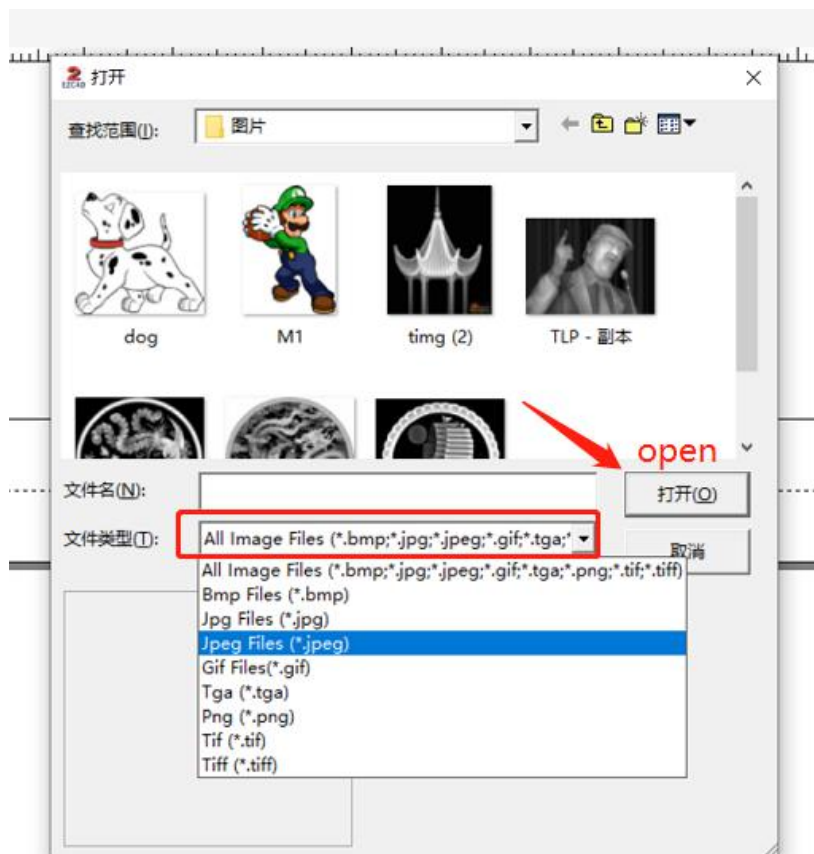 2
EZCAD 打开
查找范围(I): 图片
dog M1 timg (2) TLP - 副本
open
文件名(N): 打开(O)
文件类型(T): All Image Files (*.bmp;*.jpg;*.jpeg;*.gif;*.tga;*
取消
All Image Files (*.bmp;*.jpg;*.jpeg;*.gif;*.tga;*.png;*.tif;*.tiff)
Bmp Files (*.bmp)
Jpg Files (*.jpg)
Jpeg Files (*.jpeg)
Gif Files(*.gif)
Tga (*.tga)
Png (*.png)
Tif (*.tif)
Tiff (*.tiff)